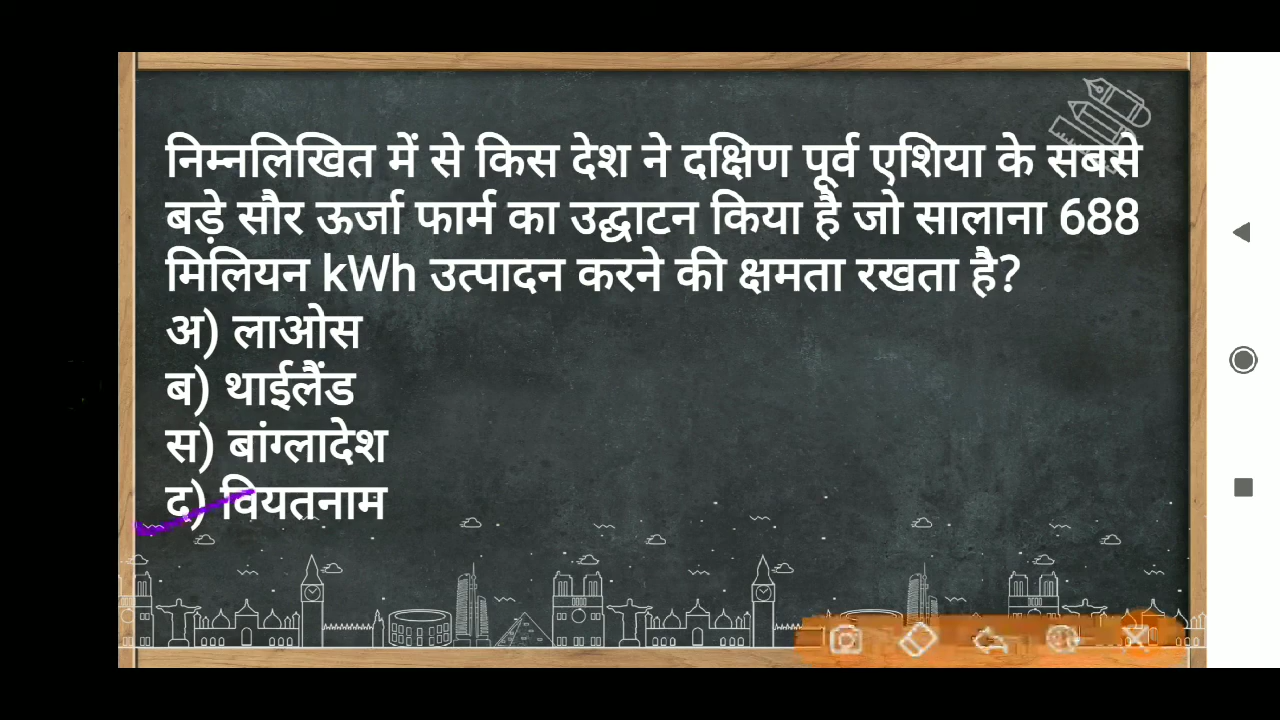 निम्नलिखित में से किस देश ने दक्षिण पूर्व एशिया के सबसे
बड़े सौर ऊर्जा फार्म का उद्घाटन किया है जो सालाना 688
मिलियन kWh उत्पादन करने की क्षमता रखता है?
अ) लाओस
ब) थाईलैंड
स) बांग्लादेश
द) वियतनाम